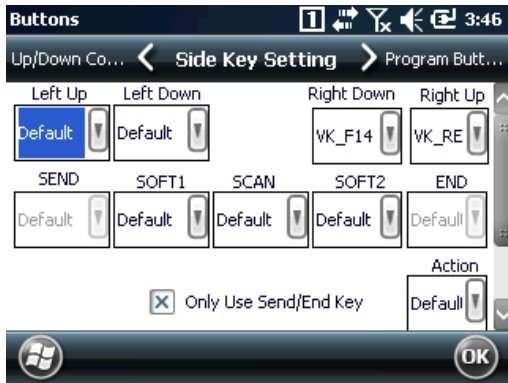 Buttons 1 3:46
Up/Down Co... Side Key Setting Program Butt...
Left Up Left Down Right Down Right Up
Default Default VK_F14 VK_RE
SEND SOFT1 SCAN SOFT2 END
Default Default Default Default Defaul
Action
Only Use Send/End Key Defaul
OK